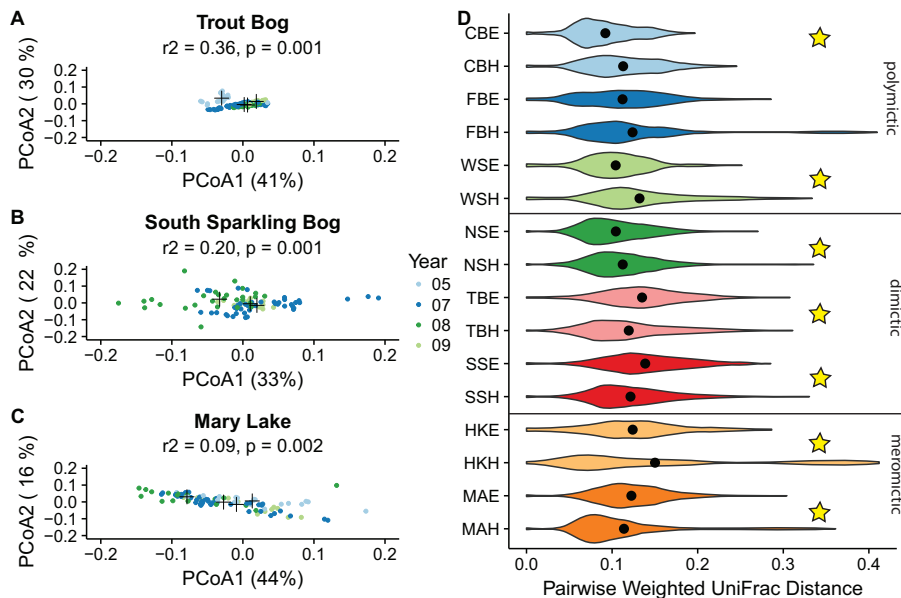 A
Trout Bog
r2 = 0.36, p = 0.001
PCoA2 ( 30 %)
0.2
0.1
0.0
−0.1
−0.2
−0.2 −0.1 0.0 0.1 0.2
PCoA1 (41%)
B
South Sparkling Bog
r2 = 0.20, p = 0.001
PCoA2 ( 22 %)
0.2
0.1
0.0
−0.1
−0.2
−0.2 −0.1 0.0 0.1 0.2
PCoA1 (33%)
Year
05
07
08
09
C
Mary Lake
r2 = 0.09, p = 0.002
PCoA2 ( 16 %)
0.2
0.1
0.0
−0.1
−0.2
−0.2 −0.1 0.0 0.1 0.2
PCoA1 (44%)
D
CBE
CBH
FBE
FBH
WSE
WSH
polymictic
NSE
NSH
TBE
TBH
SSE
SSH
dimictic
HKE
HKH
MAE
MAH
meromictic
0.0 0.1 0.2 0.3 0.4
Pairwise Weighted UniFrac Distance